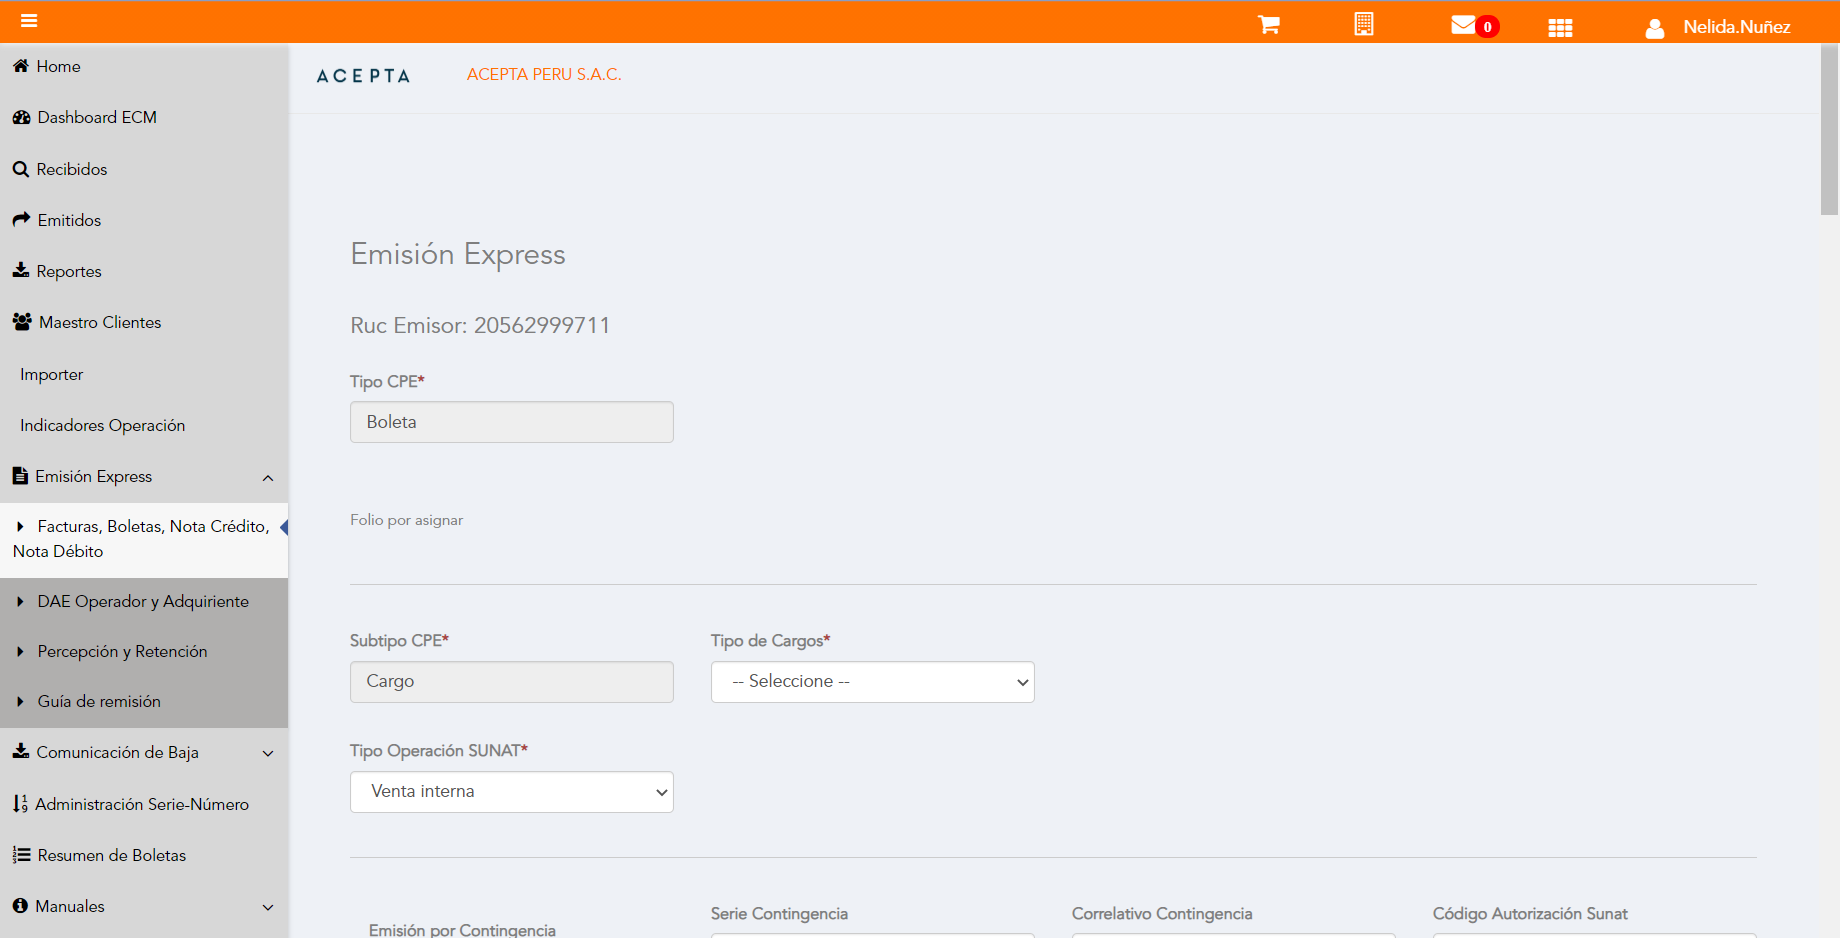 0
Nelida.Nuñez
Home
Dashboard ECM
Recibidos
Emitidos
Reportes
Maestro Clientes
Importer
Indicadores Operación
Emisión Express
Facturas, Boletas, Nota Crédito,
Nota Débito
DAE Operador y Adquiriente
Percepción y Retención
Guía de remisión
Comunicación de Baja
Administración Serie-Número
Resumen de Boletas
Manuales
ACEPTA
ACEPTA PERU S.A.C.
Emisión Express
Ruc Emisor: 20562999711
Tipo CPE*
Boleta
Folio por asignar
Subtipo CPE*
Tipo de Cargos*
Cargo
-- Seleccione --
Tipo Operación SUNAT*
Venta interna
Emisión por Contingencia
Serie Contingencia
Correlativo Contingencia
Código Autorización Sunat